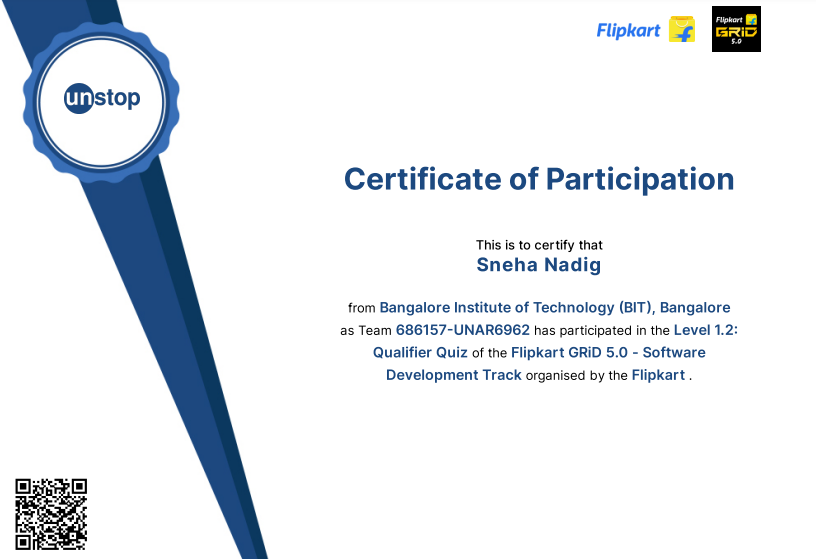 Flipkart
Flipkart
GRiD
5.0
unstop
Certificate of Participation
This is to certify that
Sneha Nadig
from Bangalore Institute of Technology (BIT), Bangalore
as Team 686157-UNAR6962 has participated in the Level 1.2:
Qualifier Quiz of the Flipkart GRiD 5.0 - Software
Development Track organised by the Flipkart .